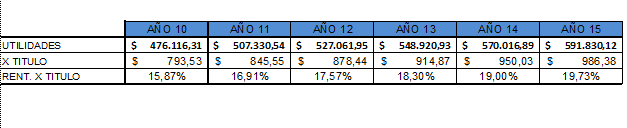 AÑO 10 AÑO 11 AÑO 12 AÑO 13 AÑO 14 AÑO 15
UTILIDADES $ 476.116,31 $ 507.330,54 $ 527.061,95 $ 548.920,93 $ 570.016,89 $ 591.830,12
X TITULO $ 793,53 $ 845,55 $ 878,44 $ 914,87 $ 950,03 $ 986,38
RENT. X TITULO 15,87% 16,91% 17,57% 18,30% 19,00% 19,73%